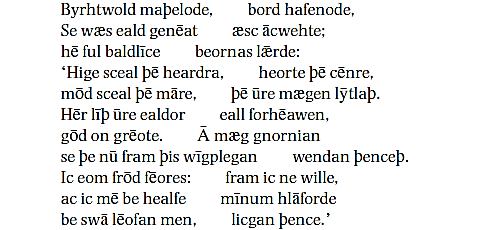 Byrhtwold maþelode, bord hafenode,
Se wæs eald genēat æsc ācwehte;
hē ful baldlīce beornas lǣrde:
‘Hige sceal þē heardra, heorte þē cēnre,
mōd sceal þē māre, þē ūre mægen lȳtlaþ.
Hēr līþ ūre ealdor eall forhēawen,
gōd on grēote. Ā mæg gnornian
se þe nū fram þis wīgplegan wendan þenceþ.
Ic eom frōd fēores: fram ic ne wille,
ac ic mē be healfe mīnum hlāforde
be swā lēofan men, licgan þence.’